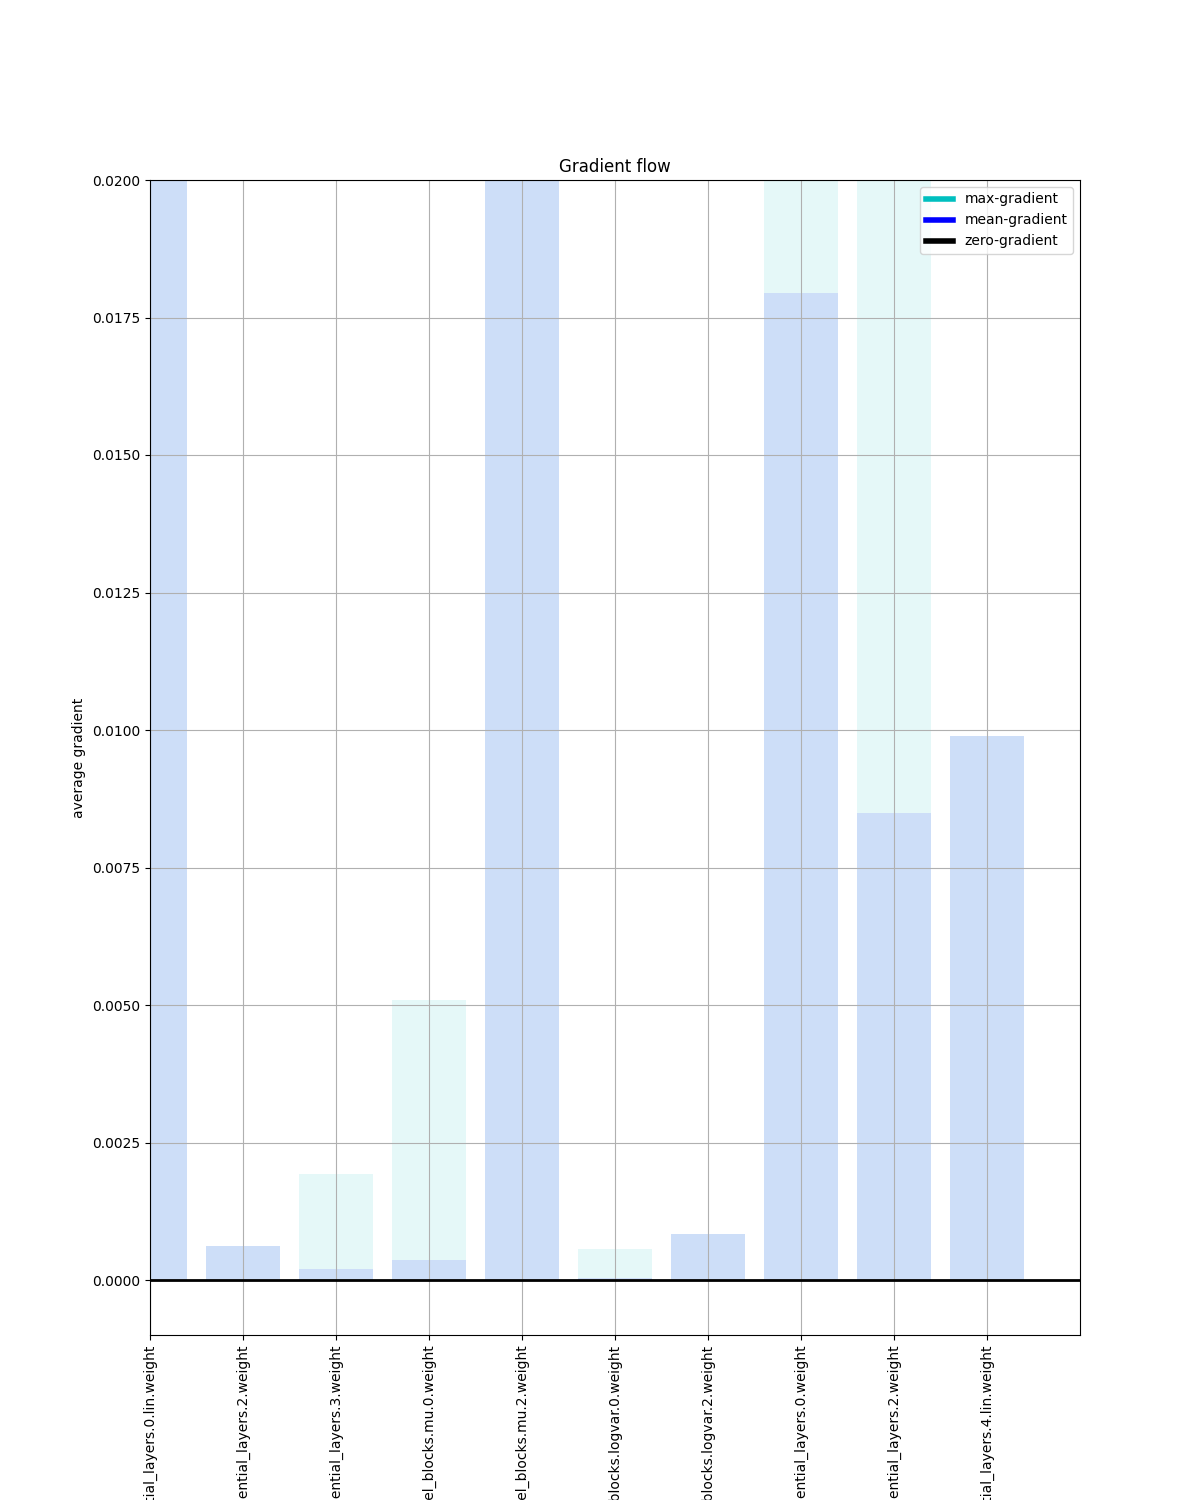 Gradient flow
max-gradient
mean-gradient
zero-gradient
0.0200
0.0175
0.0150
0.0125
0.0100
0.0075
0.0050
0.0025
0.0000
average gradient
tial_layers.0.lin.weight
ential_layers.2.weight
ential_layers.3.weight
el_blocks.mu.0.weight
el_blocks.mu.2.weight
blocks.logvar.0.weight
blocks.logvar.2.weight
ential_layers.0.weight
ential_layers.2.weight
tial_layers.4.lin.weight